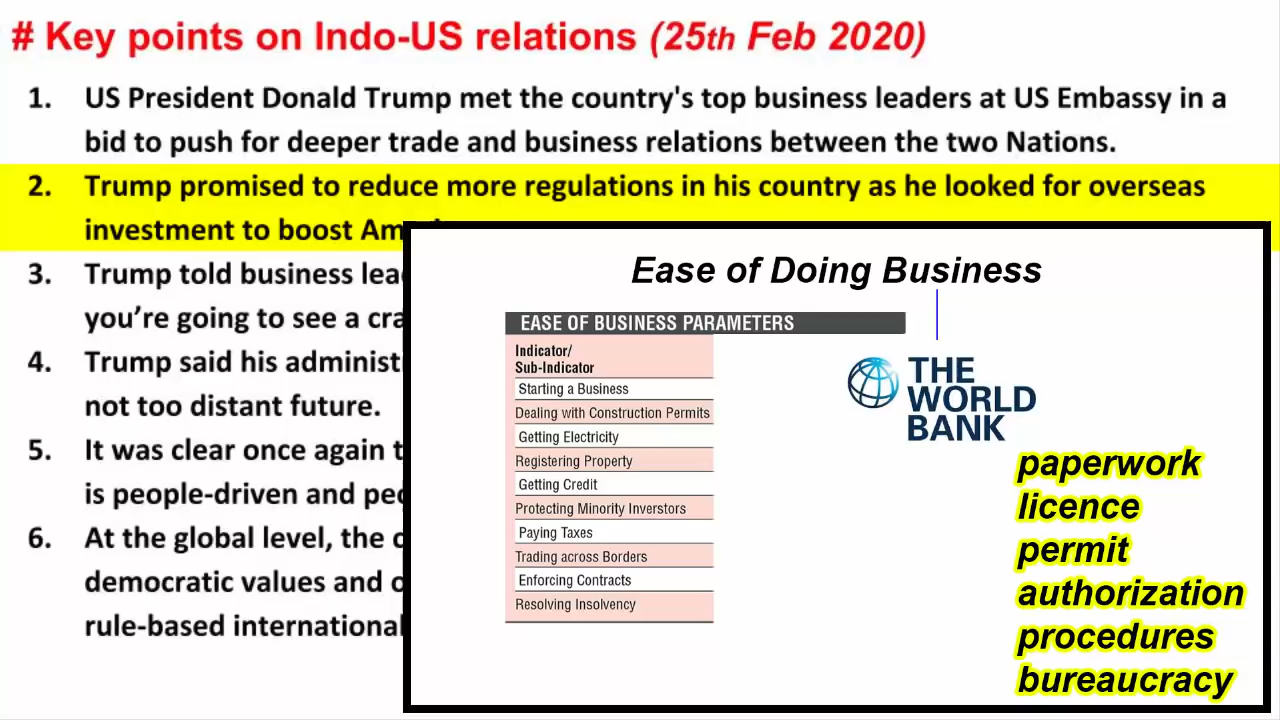 # Key points on Indo-US relations (25th Feb 2020)
1. US President Donald Trump met the country's top business leaders at US Embassy in a
bid to push for deeper trade and business relations between the two Nations.
2. Trump promised to reduce more regulations in his country as he looked for overseas
investment to boost
3. Trump told business
you're going to see a
4. Trump said his
not too distant future.
5. It was clear once again
is people-driven and
6. At the global level, the
democratic values and
rule-based international
Ease of Doing Business
EASE OF BUSINESS PARAMETERS
Indicator/
Sub-Indicator
Starting a Business
Dealing with Construction Permits
Getting Electricity
Registering Property
Getting Credit
Protecting Minority Inverstors
Paying Taxes
Trading across Borders
Enforcing Contracts
Resolving Insolvency
THE
WORLD
BANK
paperwork
licence
permit
authorization
procedures
bureaucracy